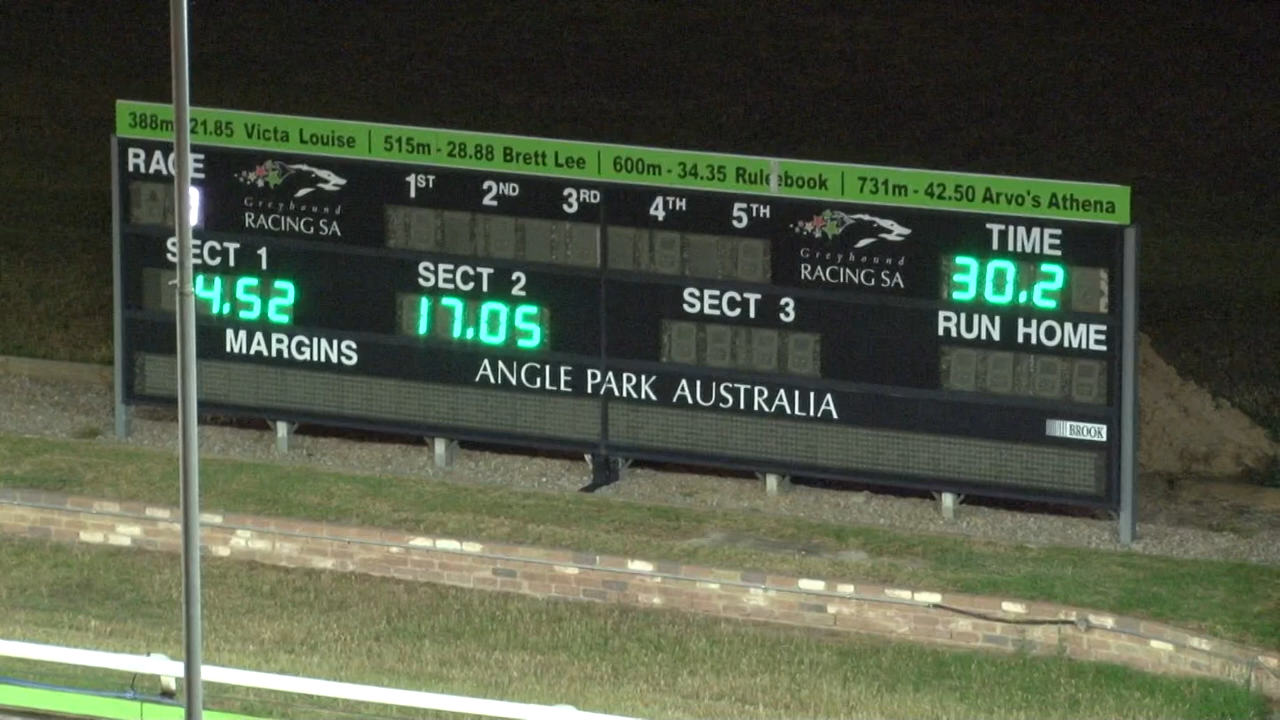 388m 21.85 Victa Louise | 515m - 28.88 Brett Lee | 600m - 34.35 Rulebook | 731m - 42.50 Arvo's Athena
RACE
Greyhound
RACING SA
1ST 2ND 3RD 4TH 5TH
Greyhound
RACING SA
TIME
30.2
SECT 1
4.52
SECT 2
17.05
SECT 3
RUN HOME
MARGINS
ANGLE PARK AUSTRALIA
BROOK